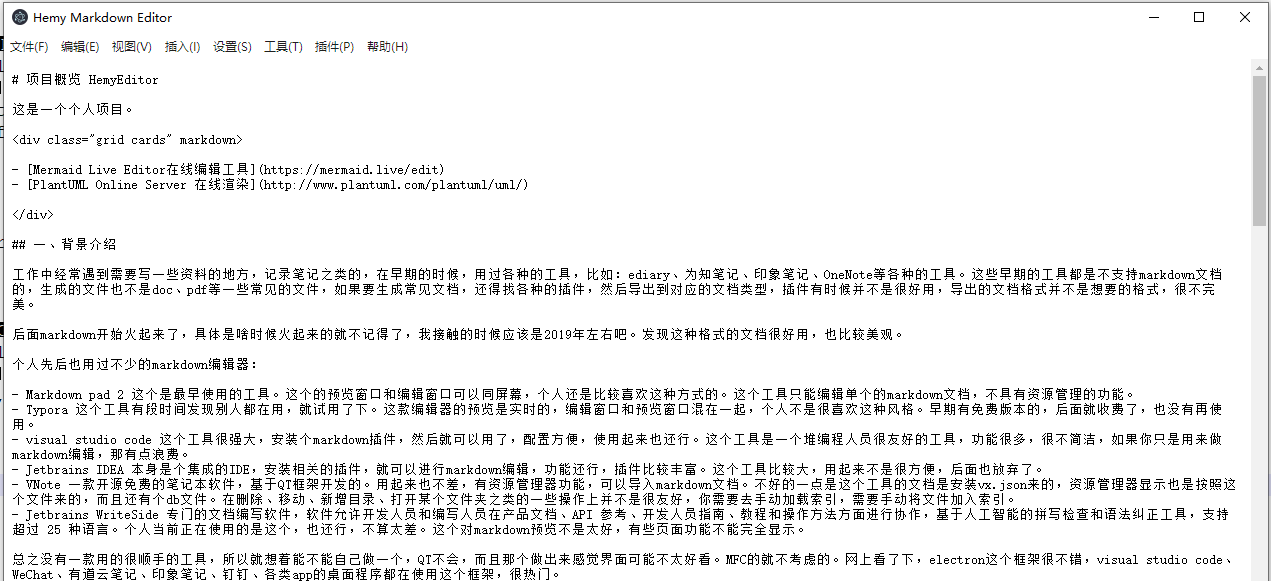 Hemy Markdown Editor
文件(F) 编辑(E) 视图(V) 插入(I) 设置(S) 工具(T) 插件(P) 帮助(H)
# 项目概览 HemyEditor
这是一个个人项目。
<div class="grid cards" markdown>
- [Mermaid Live Editor在线编辑工具](https://mermaid.live/edit)
- [PlantUML Online Server 在线渲染](http://www.plantuml.com/plantuml/uml/)
</div>
## 一、背景介绍
工作中经常遇到需要写一些资料的地方，记录笔记之类的，在早期的时候，用过各种的工具，比如：ediary、为知笔记、印象笔记、OneNote等各种的工具。这些早期的工具都是不支持markdown文档
的，生成的文件也不是doc、pdf等一些常见的文件，如果要生成常见文档，还得找各种的插件，然后导出到对应的文档类型，插件有时候并不是很好用，导出的文档格式并不是想要的格式，很不完
美。
后面markdown开始火起来了，具体是啥时候火起来的就不记得了，我接触的时候应该是2019年左右吧。发现这种格式的文档很好用，也比较美观。
个人先后也用过不少的markdown编辑器：
- Markdown pad 2 这个是最早使用的工具。这个的预览窗口和编辑窗口可以同屏幕，个人还是比较喜欢这种方式的。这个工具只能编辑单个的markdown文档，不具有资源管理的功能。
- Typora 这个工具有段时间发现别人都在用，就试用了下。这款编辑器的预览是实时的，编辑窗口和预览窗口混在一起，个人不是很喜欢这种风格。早期有免费版本的，后面就收费了，也没有再使
用。
- visual studio code 这个工具很强大，安装个markdown插件，然后就可以用了，配置方便，使用起来也还行。这个工具是一个堆编程人员很友好的工具，功能很多，很不简洁，如果你只是用来做
markdown编辑，那有点浪费。
- Jetbrains IDEA 本身是个集成的IDE，安装相关的插件，就可以进行markdown编辑，功能还行，插件比较丰富。这个工具比较大，用起来不是很方便，后面也放弃了。
- VNote 一款开源免费的笔记本软件，基于QT框架开发的。用起来也不差，有资源管理器功能，可以导入markdown文档。不好的一点是这个工具的文档是安装vx.json来的，资源管理器显示也是按照这
个文件来的，而且还有个db文件。在删除、移动、新增目录、打开某个文件夹之类的一些操作上并不是很友好，你需要去手动加载索引，需要手动将文件加入索引。
- Jetbrains WriteSide 专门的文档编写软件，软件允许开发人员和编写人员在产品文档、API 参考、开发人员指南、教程和操作方法方面进行协作，基于人工智能的拼写检查和语法纠正工具，支持
超过 25 种语言。个人当前正在使用的是这个，也还行，不算太差。这个对markdown预览不是太好，有些页面功能不能完全显示。
总之没有一款用的很顺手的工具，所以就想着能不能自己做一个，QT不会，而且那个做出来感觉界面可能不太好看。MFC的就不考虑的。网上看了下，electron这个框架很不错，visual studio code、
WeChat、有道云笔记、印象笔记、钉钉、各类app的桌面程序都在使用这个框架，很热门。